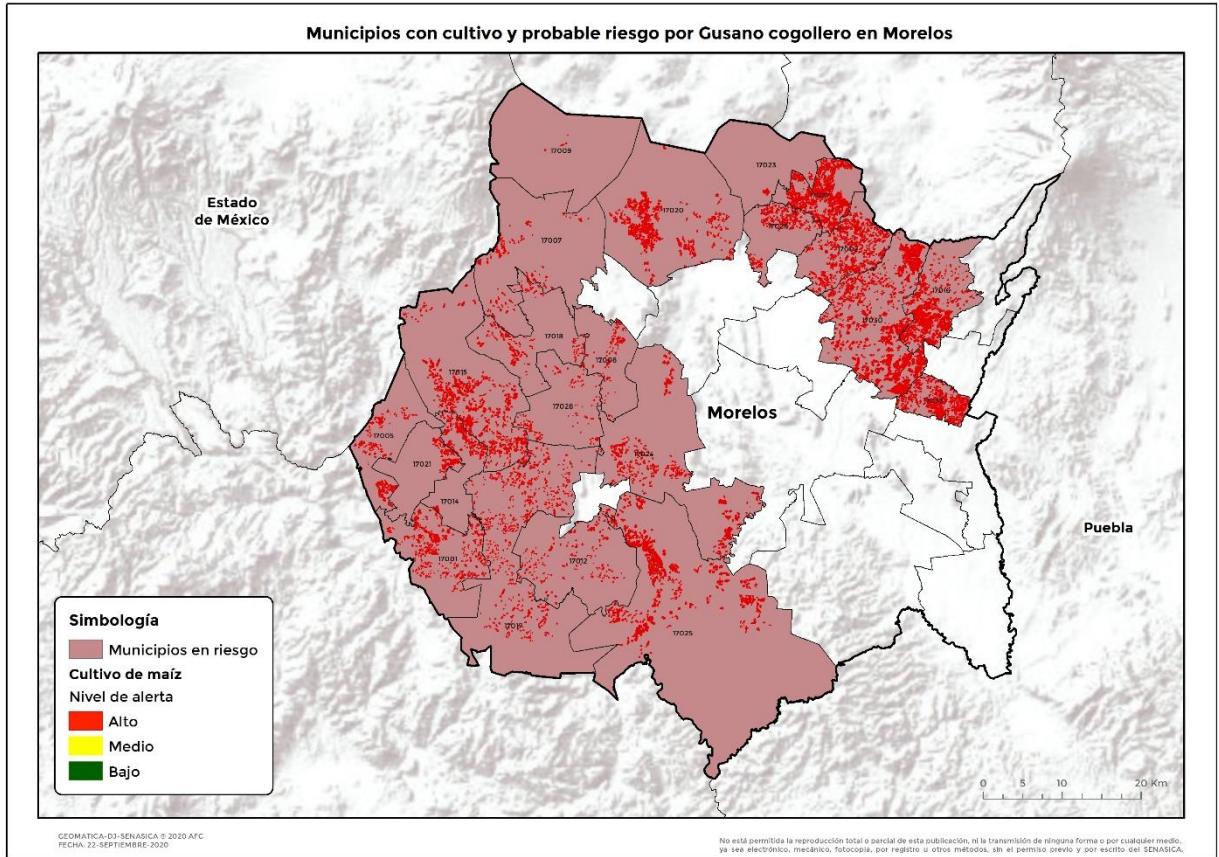 Municipios con cultivo y probable riesgo por Gusano cogollero en Morelos
17009
17023
Estado
de México
17020
17007
17002
17016
17030
17018
17008
17015
17028
Morelos
17005
17024
17021
17014
Puebla
17001
17012
17025
Simbología
Municipios en riesgo
Cultivo de maíz
Nivel de alerta
Alto
Medio
Bajo
0 5 10 20 Km
GEOMATICA-DJ-SENASICA © 2020 AFC
FECHA: 22-SEPTIEMBRE-2020
No está permitida la reproducción total o parcial de esta publicación, ni la transmisión de ninguna forma o por cualquier medio,
ya sea electrónico, mecánico, fotocopia, por registro u otros métodos, sin el permiso previo y por escrito del SENASICA.